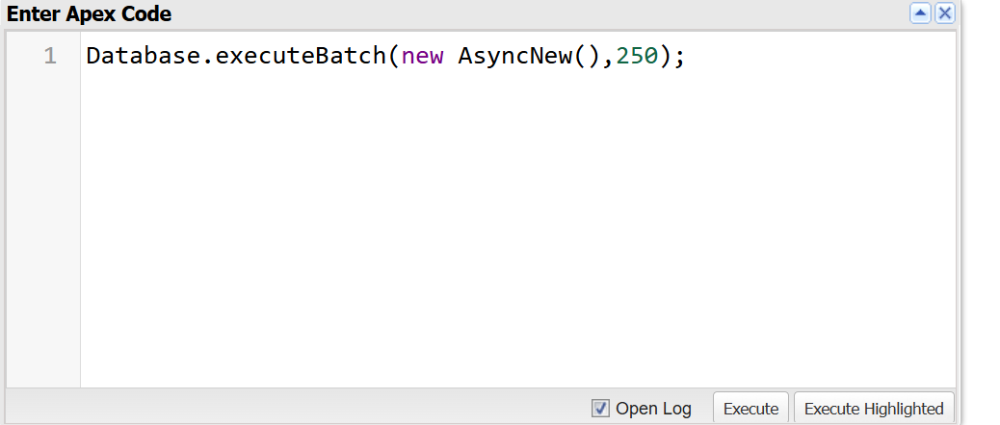 Enter Apex Code
1 Database.executeBatch(new AsyncNew(),250);
Open Log Execute Execute Highlighted